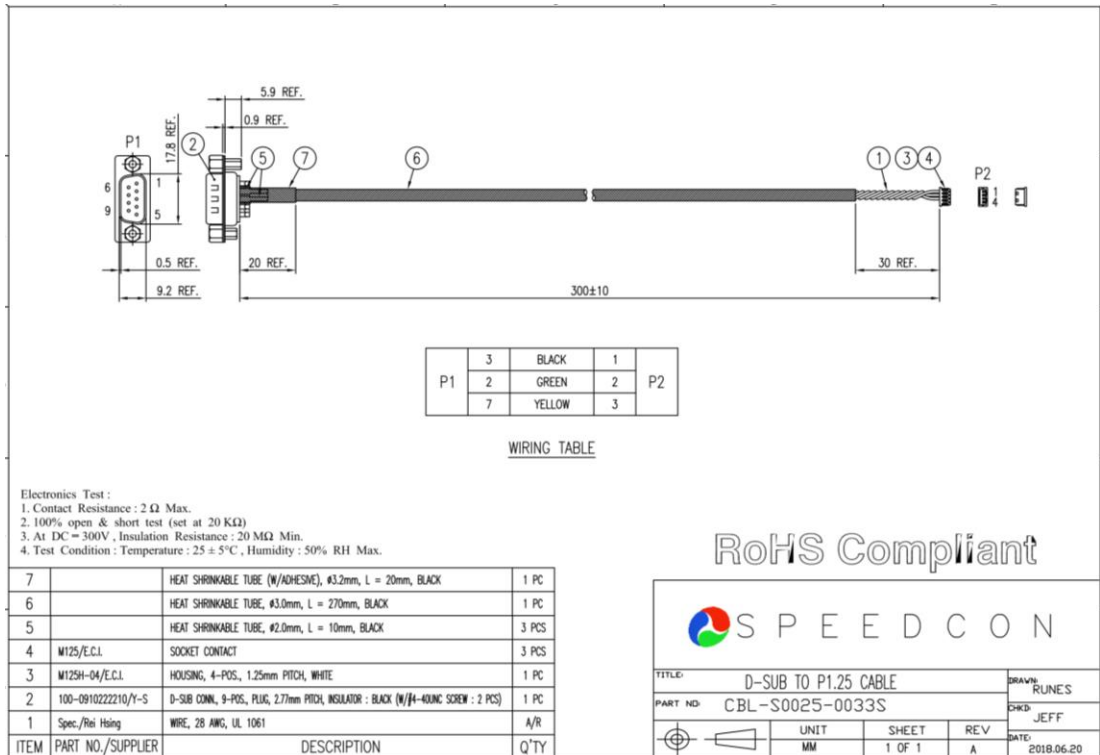 5.9 REF.
0.9 REF.
P1
17.8 REF.
2
5
7
6
1
3
4
P2
6
1
9
5
1
4
0.5 REF.
20 REF.
30 REF.
9.2 REF.
300±10
P1
3 BLACK 1
2 GREEN 2
7 YELLOW 3
P2
WIRING TABLE
Electronics Test :
1. Contact Resistance : 2 Ω Max.
2. 100% open & short test (set at 20 KΩ)
3. At DC = 300V , Insulation Resistance : 20 MΩ Min.
4. Test Condition : Temperature : 25 ± 5°C , Humidity : 50% RH Max.
RoHS Compliant
7 HEAT SHRINKABLE TUBE (W/ADHESIVE), ø3.2mm, L = 20mm, BLACK 1 PC
6 HEAT SHRINKABLE TUBE, ø3.0mm, L = 270mm, BLACK 1 PC
5 HEAT SHRINKABLE TUBE, ø2.0mm, L = 10mm, BLACK 3 PCS
4 M125/E.C.I. SOCKET CONTACT 3 PCS
3 M125H-04/E.C.I. HOUSING, 4-POS., 1.25mm PITCH, WHITE 1 PC
2 100-0910222210/Y-S D-SUB CONN., 9-POS., PLUG, 2.77mm PITCH, INSULATOR : BLACK (W/#4-40UNC SCREW : 2 PCS) 1 PC
1 Spec./Rei Hsing WIRE, 28 AWG, UL 1061 A/R
ITEM PART NO./SUPPLIER DESCRIPTION Q'TY
SPEEDCON
TITLE: D-SUB TO P1.25 CABLE
PART NO: CBL-S0025-0033S
UNIT SHEET REV
MM 1 OF 1 A
DRAWN: RUNES
CHKD: JEFF
DATE: 2018.06.20